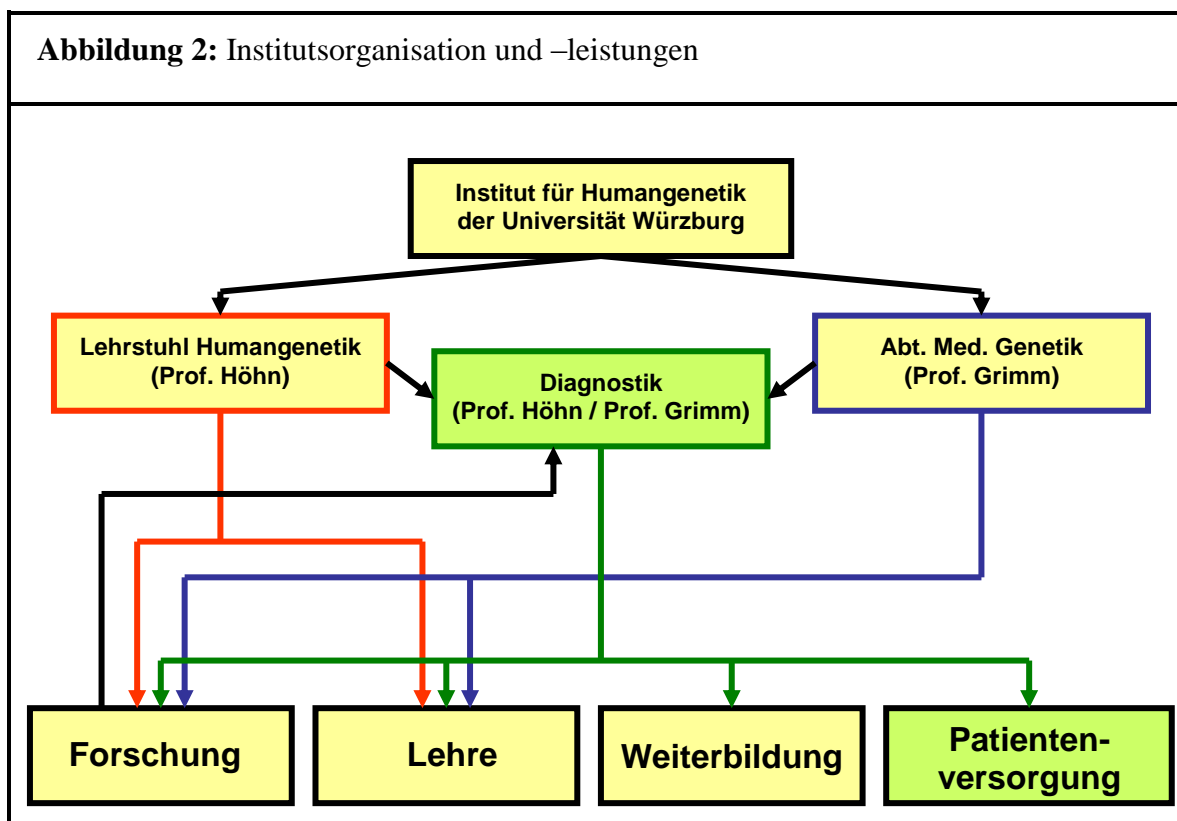 Abbildung 2: Institutsorganisation und –leistungen
Institut für Humangenetik
der Universität Würzburg
Lehrstuhl Humangenetik
(Prof. Höhn)
Diagnostik
(Prof. Höhn / Prof. Grimm)
Abt. Med. Genetik
(Prof. Grimm)
Forschung
Lehre
Weiterbildung
Patienten-
versorgung